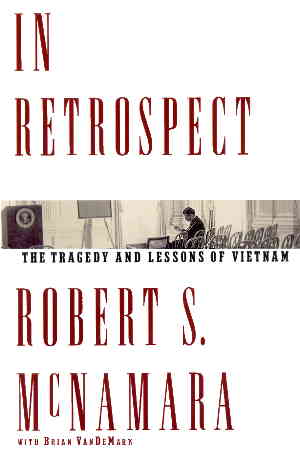 IN
RETROSPECT
THE TRAGEDY AND LESSONS OF VIETNAM
ROBERT S.
McNAMARA
WITH BRIAN VANDEMARK